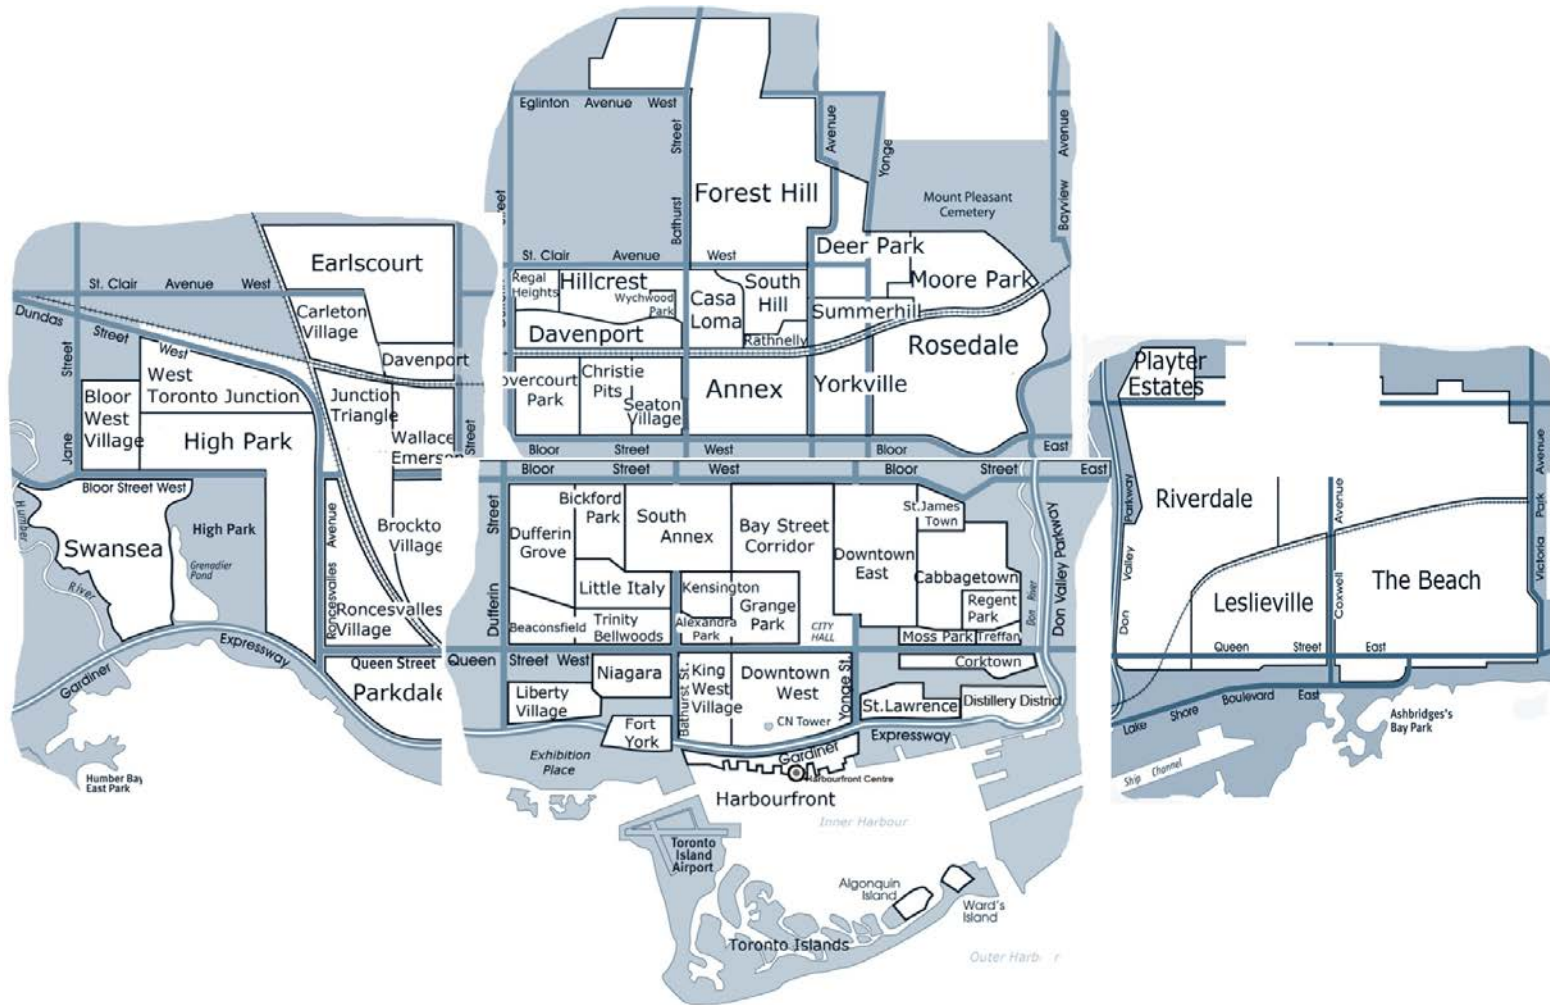 Eglinton Avenue West
Street
Bathurst
Avenue
Yonge
Avenue
Bayview
Forest Hill
Mount Pleasant
Cemetery
Deer Park
Moore Park
St. Clair Avenue West
Regal
Heights
Hillcrest
Wychwood
Park
Casa
Loma
South
Hill
Summerhill
Davenport
Rathnelly
Rosedale
Christie
Pits
overcourt
Park
Seaton
Village
Annex
Yorkville
Bloor Street West Bloor East
Earlscourt
St. Clair Avenue West
Dundas Street West
Carleton
Village
Davenport
Street
Jane
West
Toronto Junction
Junction
Triangle
Bloor
West
Village
High Park
Wallace
Emerson
Street
Bloor Street West
Humber
River
Swansea
High Park
Grenadier
Pond
Avenue
Roncesvalles
Brockto
Village
Roncesvalles
Village
Gardiner Expressway
Queen Street
Parkdale
Humber Bay
East Park
Bloor Street West Bloor Street East
Street
Dufferin
Bickford
Park
Dufferin
Grove
South
Annex
Bay Street
Corridor
St.James
Town
Downtown
East
Don Valley Parkway
Don River
Cabbagetown
Little Italy
Kensington
Grange
Park
Regent
Park
Beaconsfield
Trinity
Bellwoods
Alexandra
Park
CITY
HALL
Moss Park
Treffan
Queen Street West
Corktown
Niagara
Bathurst St.
King
West
Village
Downtown
West
Yonge St.
Liberty
Village
CN Tower
St.Lawrence
Distillery District
Fort
York
Gardiner Expressway
Exhibition
Place
Harbourfront Centre
Harbourfront
Inner Harbour
Toronto
Island
Airport
Algonquin
Island
Ward's
Island
Toronto Islands
Outer Harb r
Playter
Estates
Don Valley Parkway
Riverdale
Avenue
Coxwell
Victoria Park Avenue
The Beach
Leslieville
Queen Street East
Lake Shore Boulevard East
Ashbridges's
Bay Park
Ship Channel